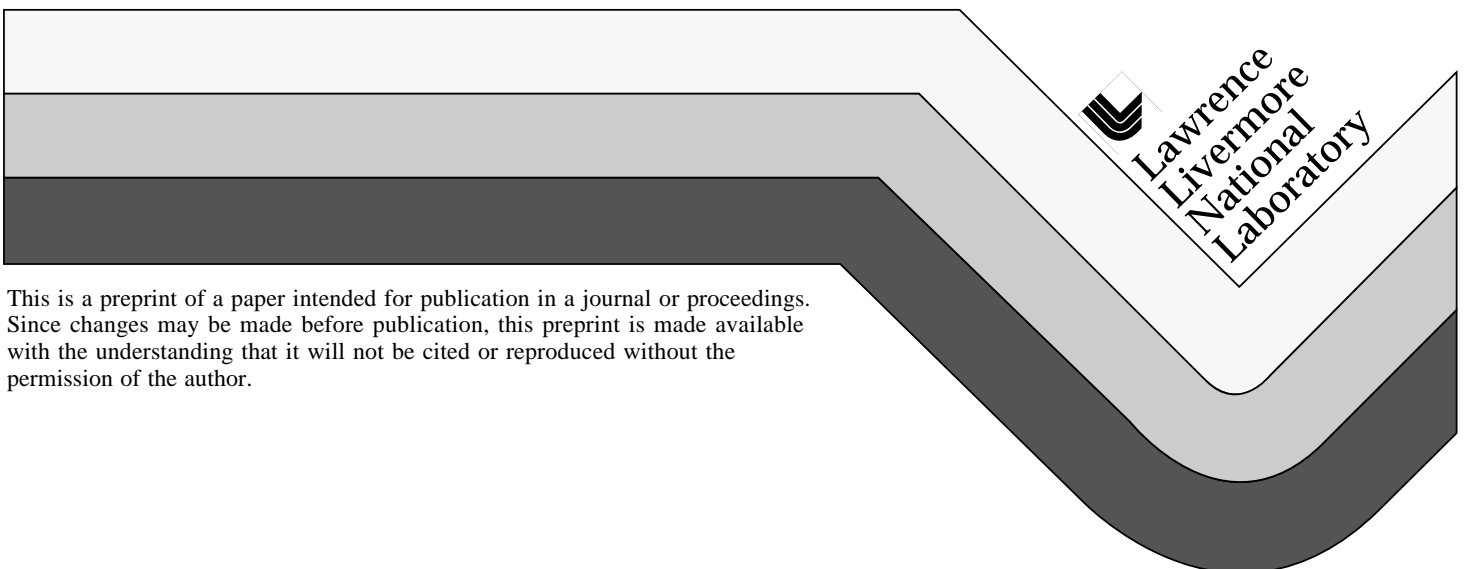 Lawrence
Livermore
National
Laboratory
This is a preprint of a paper intended for publication in a journal or proceedings.
Since changes may be made before publication, this preprint is made available
with the understanding that it will not be cited or reproduced without the
permission of the author.